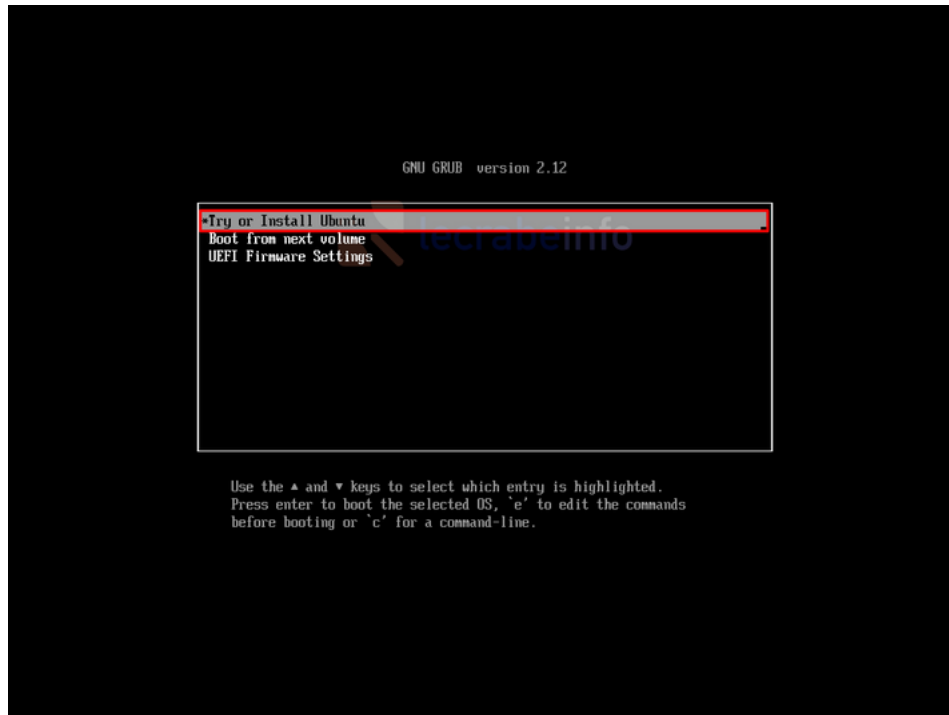 GNU GRUB version 2.12
*Try or Install Ubuntu
lecrabeinfo
Boot from next volume
UEFI Firmware Settings
Use the ▲ and ▼ keys to select which entry is highlighted.
Press enter to boot the selected OS, `e' to edit the commands
before booting or `c' for a command-line.